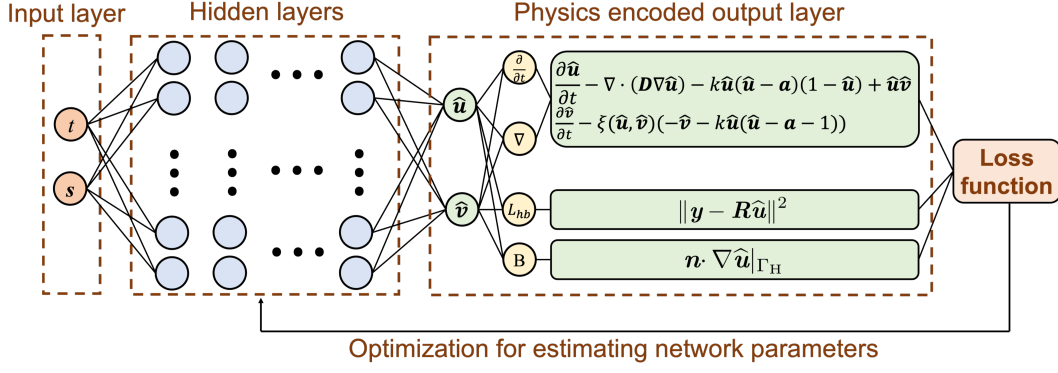 Input layer
Hidden layers
Physics encoded output layer
t
s
• • •
• • •
• • •
û
v̂
∂/∂t
∇
L_hb
B
∂û/∂t − ∇ · (D∇û) − kû(û − a)(1 − û) + ûv̂
∂v̂/∂t − ξ(û, v̂)(−v̂ − kû(û − a − 1))
‖y − Rû‖²
n· ∇û|_Γ_H
Loss
function
Optimization for estimating network parameters